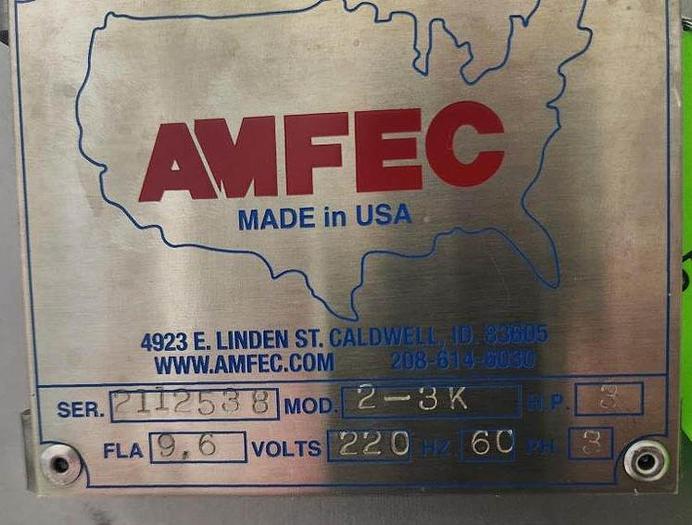 AMFEC
MADE in USA
4923 E. LINDEN ST. CALDWELL, ID. 83605
WWW.AMFEC.COM 208-614-6030
SER. 2112538 MOD. 2-3K H.P. 3
FLA 9.6 VOLTS 220 HZ 60 PH 3